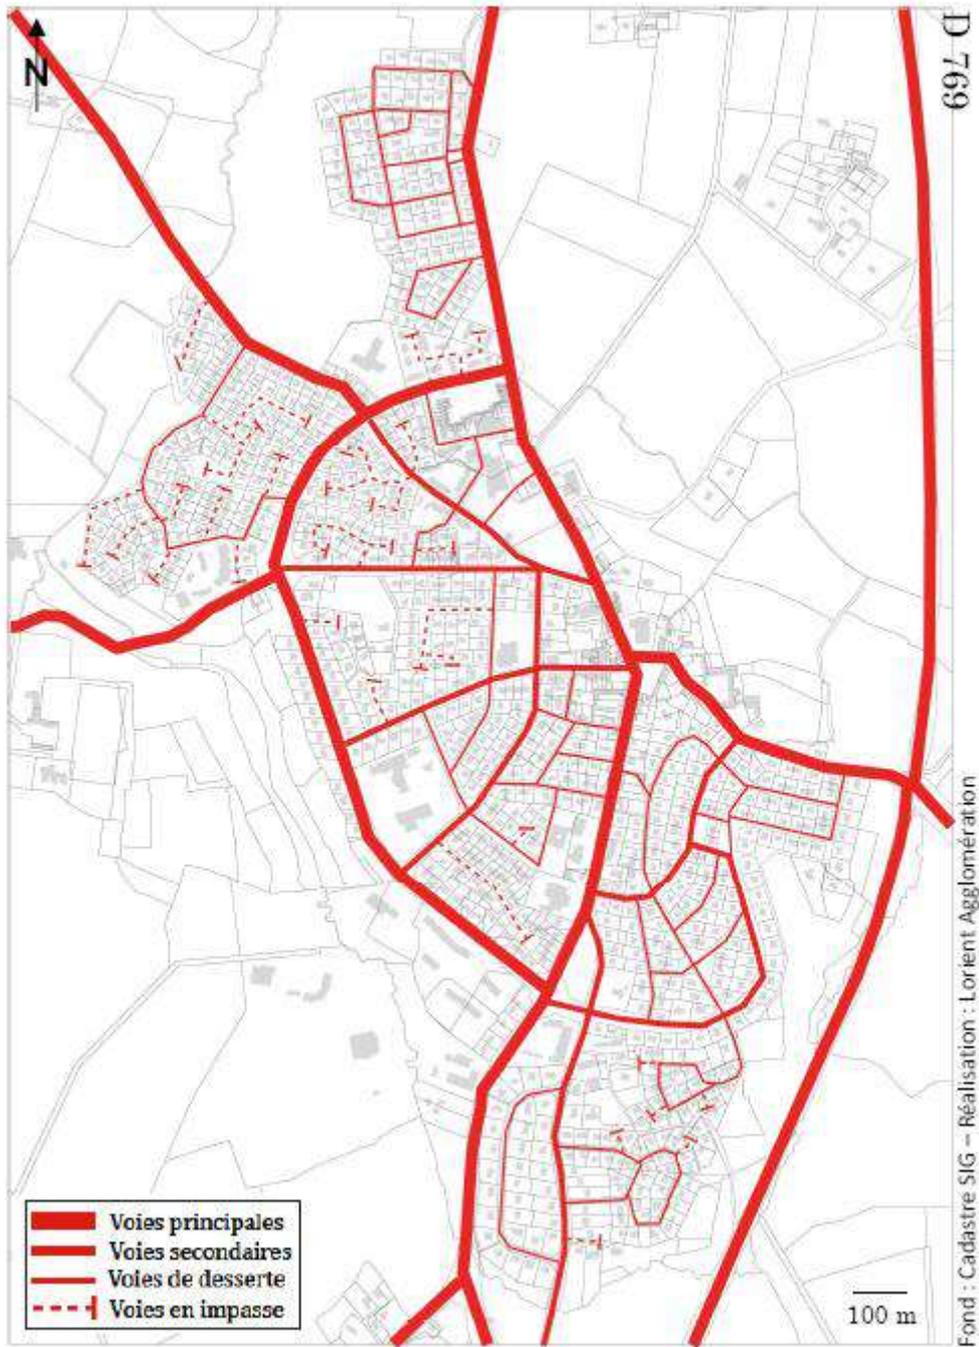 N
D 769
Voies principales
Voies secondaires
Voies de desserte
Voies en impasse
100 m
Fond : Cadastre SIG – Réalisation : Lorient Agglomération